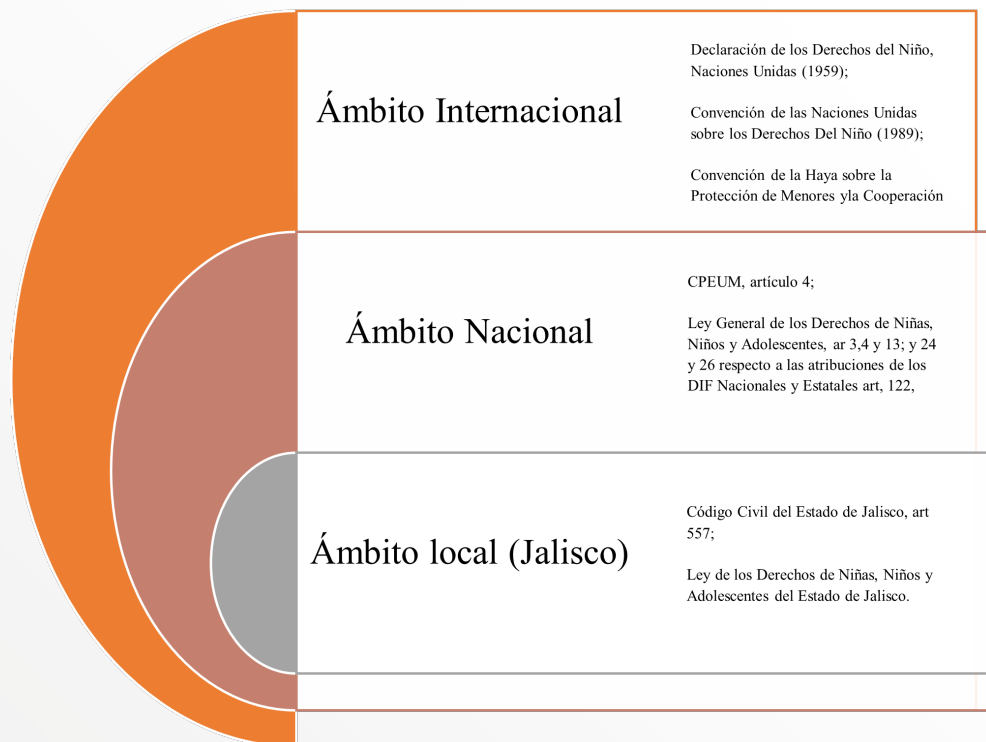 Ámbito Internacional
Declaración de los Derechos del Niño,
Naciones Unidas (1959);
Convención de las Naciones Unidas
sobre los Derechos Del Niño (1989);
Convención de la Haya sobre la
Protección de Menores yla Cooperación
Ámbito Nacional
CPEUM, artículo 4;
Ley General de los Derechos de Niñas,
Niños y Adolescentes, ar 3,4 y 13; y 24
y 26 respecto a las atribuciones de los
DIF Nacionales y Estatales art, 122,
Ámbito local (Jalisco)
Código Civil del Estado de Jalisco, art
557;
Ley de los Derechos de Niñas, Niños y
Adolescentes del Estado de Jalisco.